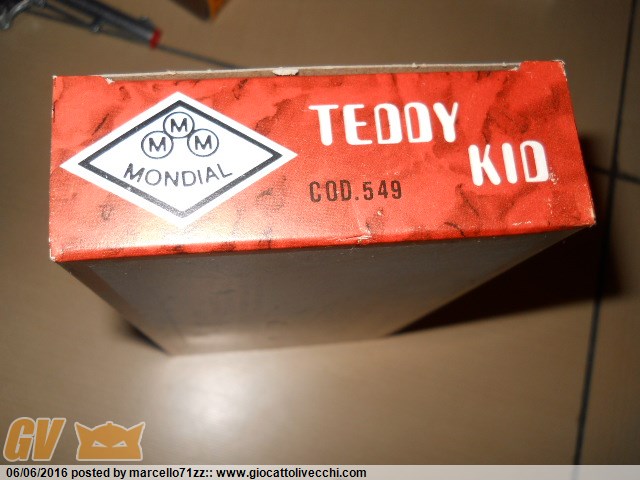 M
M M
MONDIAL
TEDDY
KID
COD.549
GV
06/06/2016 posted by marcello71zz:: www.giocattolivecchi.com